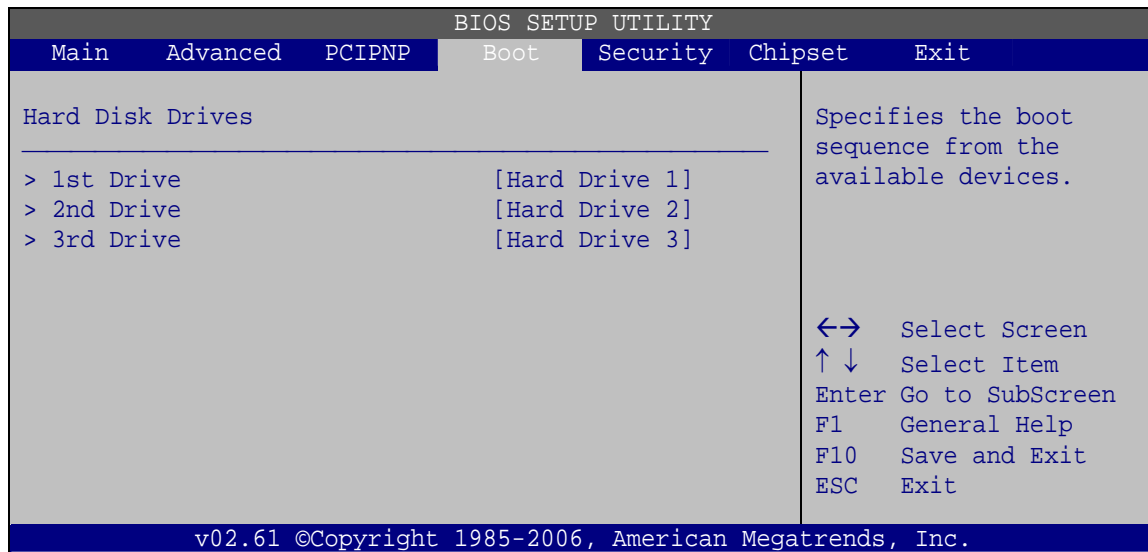 BIOS SETUP UTILITY
Main Advanced PCIPNP Boot Security Chipset Exit
Hard Disk Drives
> 1st Drive [Hard Drive 1]
> 2nd Drive [Hard Drive 2]
> 3rd Drive [Hard Drive 3]
Specifies the boot
sequence from the
available devices.
←→ Select Screen
↑ ↓ Select Item
Enter Go to SubScreen
F1 General Help
F10 Save and Exit
ESC Exit
v02.61 ©Copyright 1985-2006, American Megatrends, Inc.